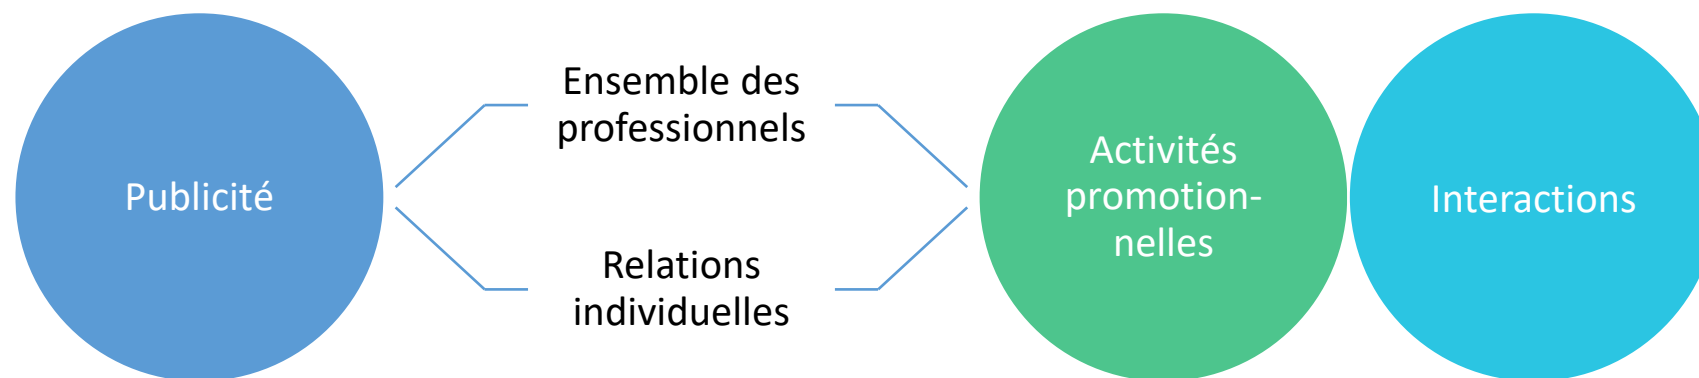 Publicité
Ensemble des
professionnels
Relations
individuelles
Activités
promotion-
nelles
Interactions